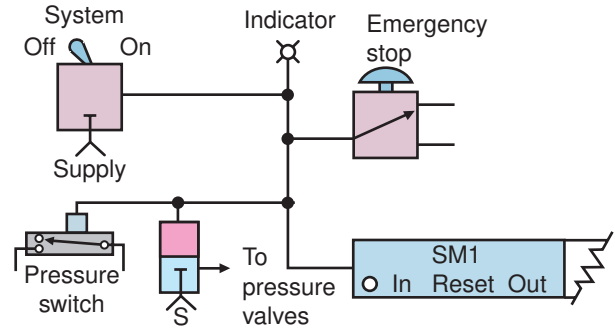 System
Off On
Indicator
Emergency
stop
Supply
Pressure
switch
S
To
pressure
valves
SM1
In Reset Out